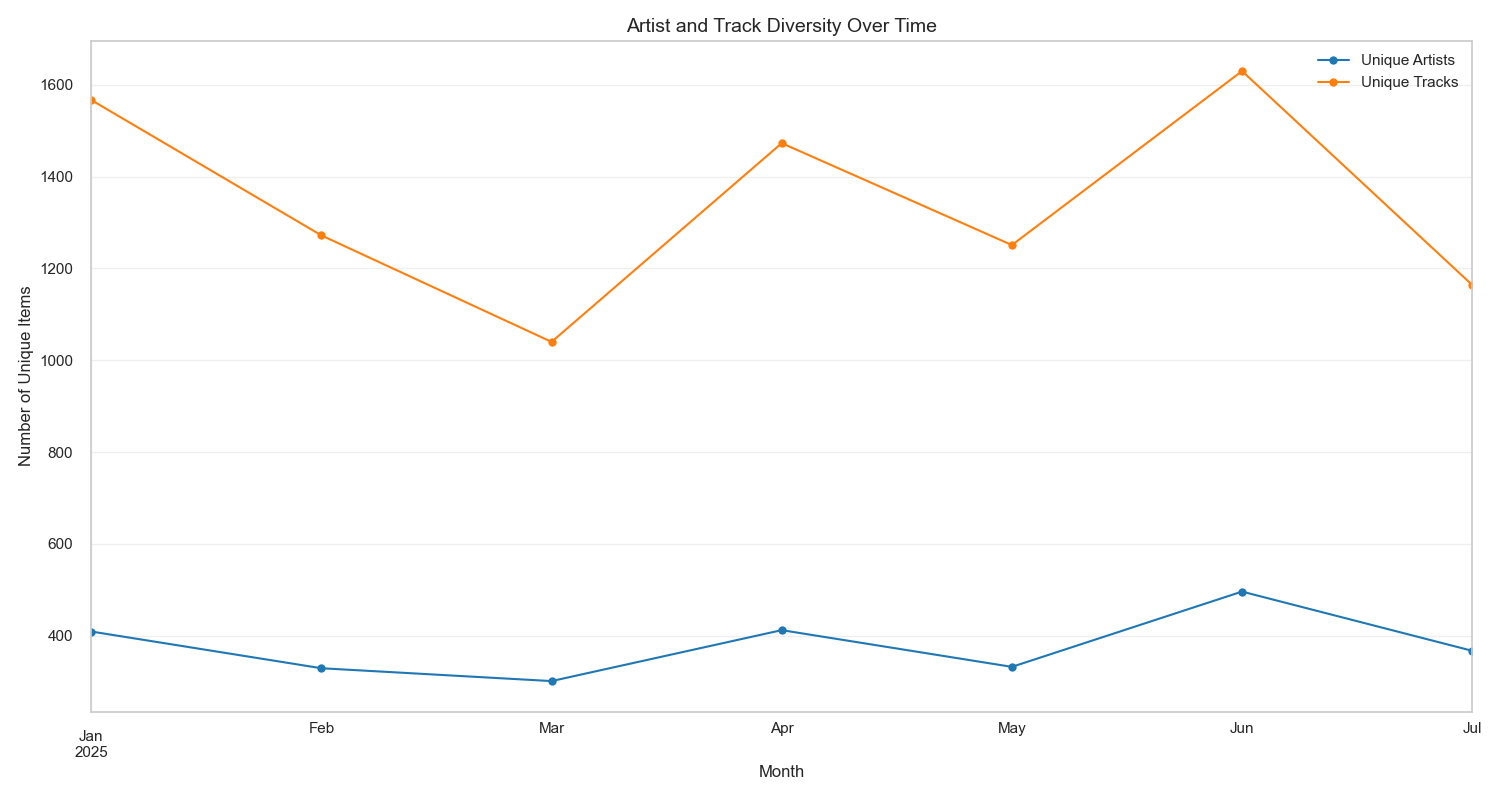 Artist and Track Diversity Over Time
Unique Artists
Unique Tracks
Number of Unique Items
1600
1400
1200
1000
800
600
400
Jan
2025
Feb
Mar
Apr
May
Jun
Jul
Month